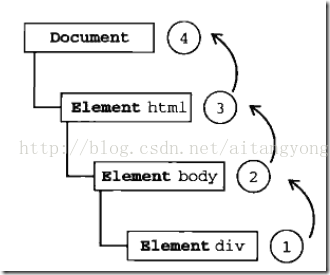 Document 4
Element html 3
http://blog.csdn.net/aitangyong
Element body 2
Element div 1